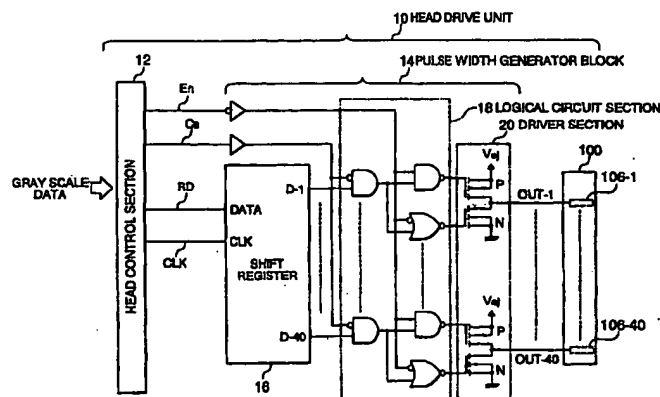 10 HEAD DRIVE UNIT
12
14 PULSE WIDTH GENERATOR BLOCK
En
18 LOGICAL CIRCUIT SECTION
20 DRIVER SECTION
Ca
Vej
100
106-1
P
OUT-1
GRAY SCALE
DATA
HEAD CONTROL SECTION
D-1
RD
DATA
N
CLK
CLK
SHIFT
REGISTER
Vej
P
106-40
D-40
OUT-40
N
16